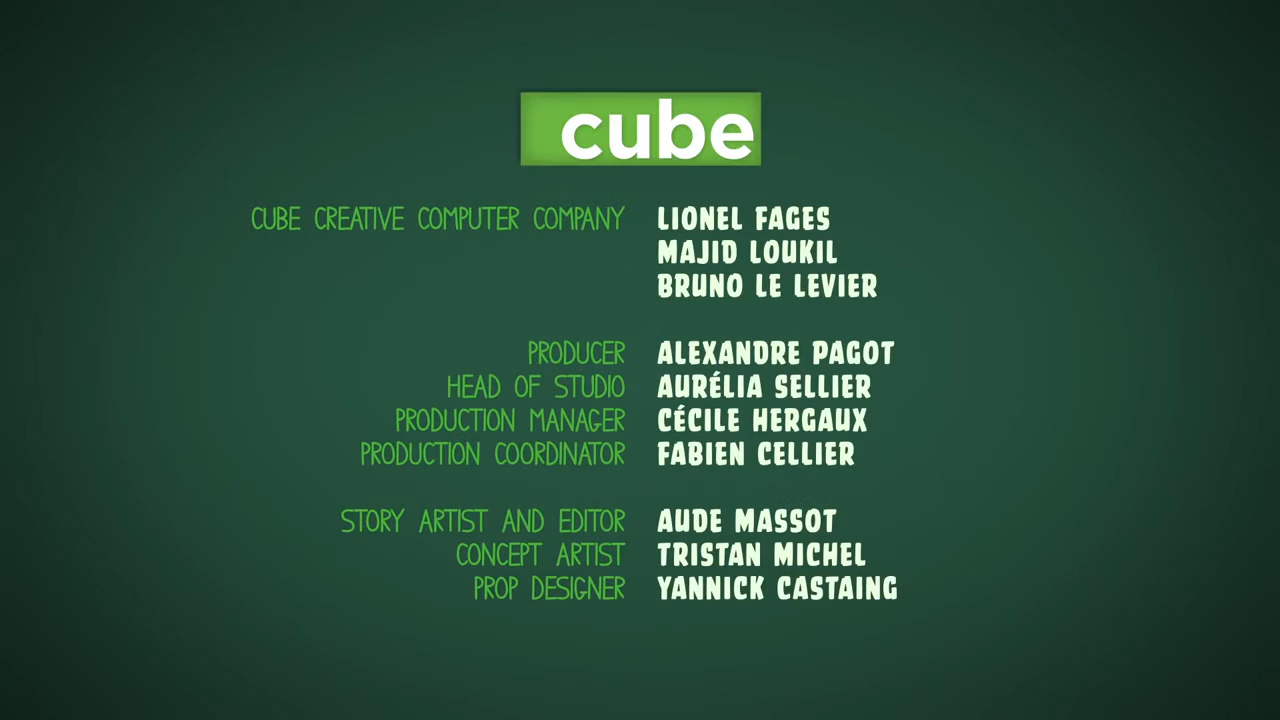 cube
CUBE CREATIVE COMPUTER COMPANY LIONEL FAGES
MAJID LOUKIL
BRUNO LE LEVIER
PRODUCER ALEXANDRE PAGOT
HEAD OF STUDIO AURÉLIA SELLIER
PRODUCTION MANAGER CÉCILE HERGAUX
PRODUCTION COORDINATOR FABIEN CELLIER
STORY ARTIST AND EDITOR AUDE MASSOT
CONCEPT ARTIST TRISTAN MICHEL
PROP DESIGNER YANNICK CASTAING